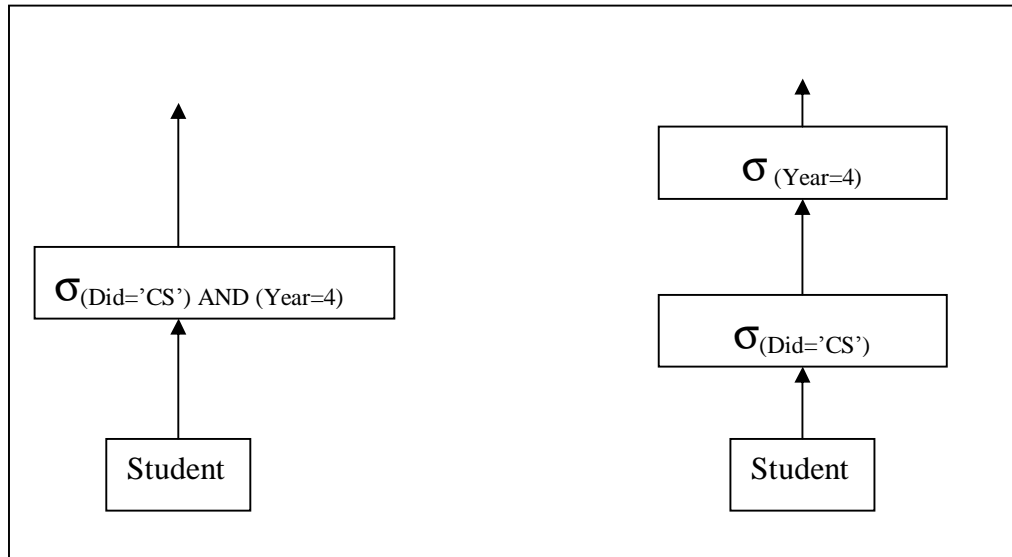 σ(Did=’CS’) AND (Year=4)
Student
σ (Year=4)
σ(Did=’CS’)
Student